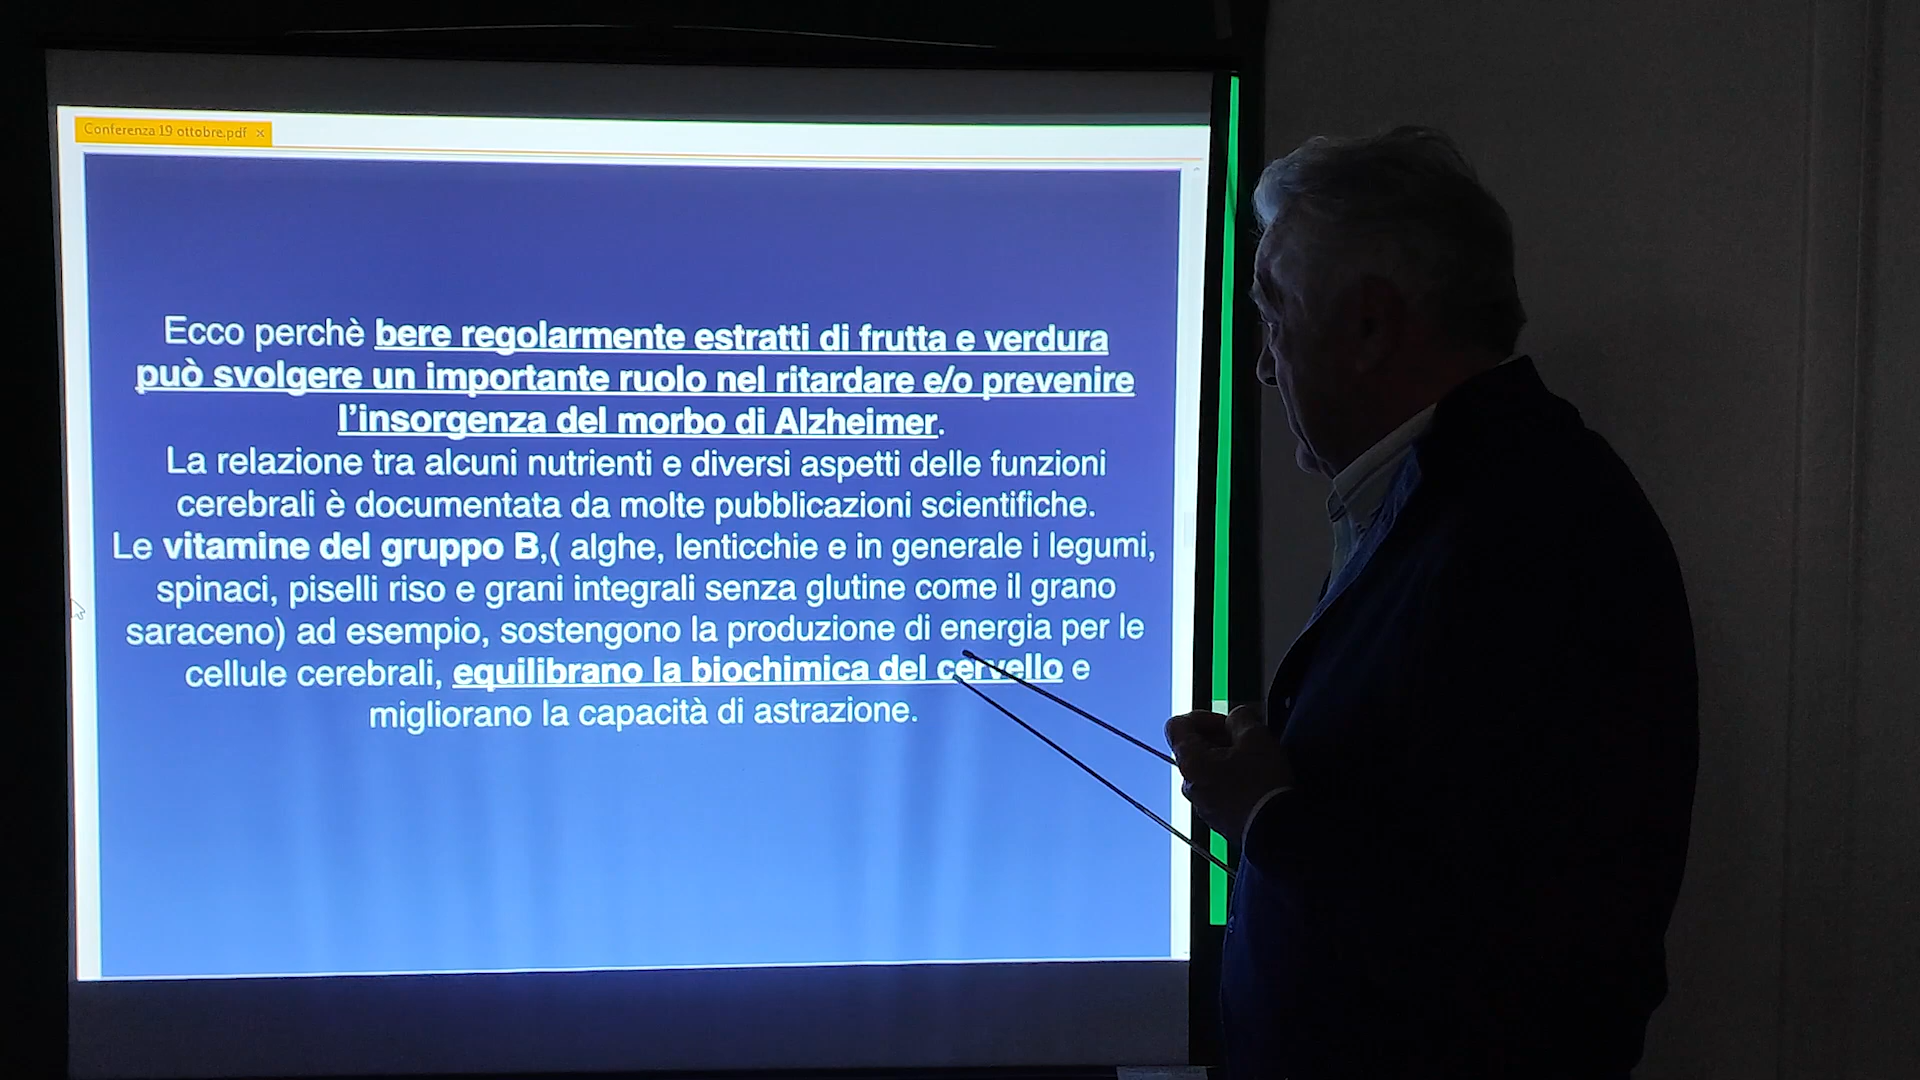 Conferenza 19 ottobre.pdf ×
Ecco perchè bere regolarmente estratti di frutta e verdura
può svolgere un importante ruolo nel ritardare e/o prevenire
l’insorgenza del morbo di Alzheimer.
La relazione tra alcuni nutrienti e diversi aspetti delle funzioni
cerebrali è documentata da molte pubblicazioni scientifiche.
Le vitamine del gruppo B,( alghe, lenticchie e in generale i legumi,
spinaci, piselli riso e grani integrali senza glutine come il grano
saraceno) ad esempio, sostengono la produzione di energia per le
cellule cerebrali, equilibrano la biochimica del cervello e
migliorano la capacità di astrazione.